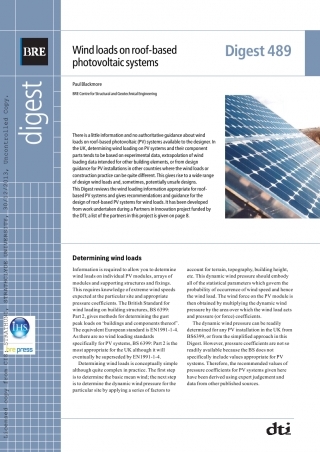 BRE
digest
Wind loads on roof-based
photovoltaic systems
Digest 489
Paul Blackmore
BRE Centre for Structural and Geotechnical Engineering
There is a little information and no authoritative guidance about wind
loads on roof-based photovoltaic (PV) systems available to the designer. In
the UK, determining wind loading on PV systems and their component
parts tends to be based on experimental data, extrapolation of wind
loading data intended for other building elements, or from design
guidance for PV installations in other countries where the wind loads or
construction practice can be quite different. This gives rise to a wide range
of design wind loads and, sometimes, potentially unsafe designs.
This Digest reviews the wind loading information appropriate for roof-
based PV systems and gives recommendations and guidance for the
design of roof-based PV systems for wind loads. It has been developed
from work undertaken during a Partners in Innovation project funded by
the DTI; a list of the partners in this project is given on page 8.
Determining wind loads
Information is required to allow you to determine
wind loads on individual PV modules, arrays of
modules and supporting structures and fixings.
This requires knowledge of extreme wind speeds
expected at the particular site and appropriate
pressure coefficients. The British Standard for
wind loading on building structures, BS 6399:
Part 2, gives methods for determining the gust
peak loads on “buildings and components thereof”.
The equivalent European standard is EN 1991-1-4.
As there are no wind loading standards
specifically for PV systems, BS 6399: Part 2 is the
most appropriate for the UK although it will
eventually be superseded by EN1991-1-4.
Determining wind loads is conceptually simple
although quite complex in practice. The first step
is to determine the basic mean wind; the next step
is to determine the dynamic wind pressure for the
particular site by applying a series of factors to
account for terrain, topography, building height,
etc. This dynamic wind pressure should embody
all of the statistical parameters which govern the
probability of occurrence of wind speed and hence
the wind load. The wind force on the PV module is
then obtained by multiplying the dynamic wind
pressure by the area over which the wind load acts
and pressure (or force) coefficients.
The dynamic wind pressure can be readily
determined for any PV installation in the UK from
BS6399, or from the simplified approach in this
Digest. However, pressure coefficients are not so
readily available because the BS does not
specifically include values appropriate for PV
systems. Therefore, the recommended values of
pressure coefficients for PV systems given here
have been derived using expert judgement and
data from other published sources.
IHS
bre press
dti